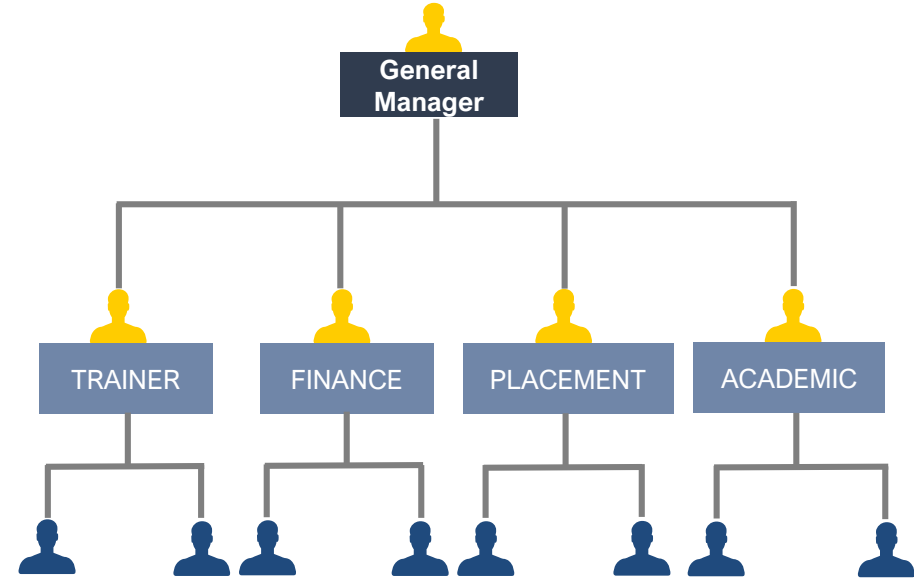 General
Manager
TRAINER
FINANCE
PLACEMENT
ACADEMIC